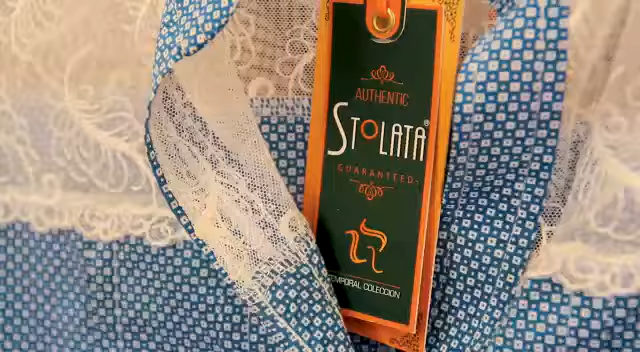 AUTHENTIC
STOLATA®
GUARANTEED
TEMPORAL COLECCION